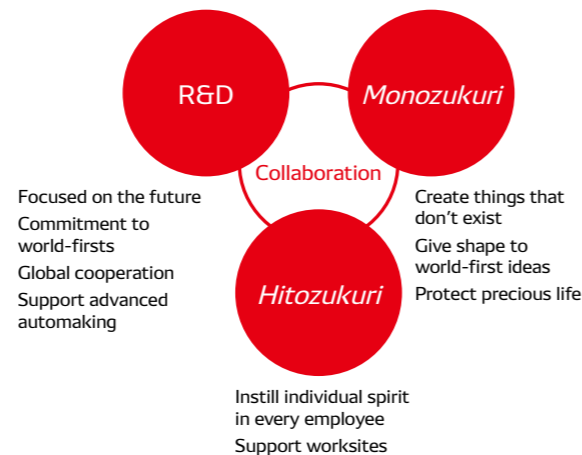 R&D
Monozukuri
Collaboration
Hitozukuri
Focused on the future
Commitment to
world-firsts
Global cooperation
Support advanced
automaking
Create things that
don't exist
Give shape to
world-first ideas
Protect precious life
Instill individual spirit
in every employee
Support worksites